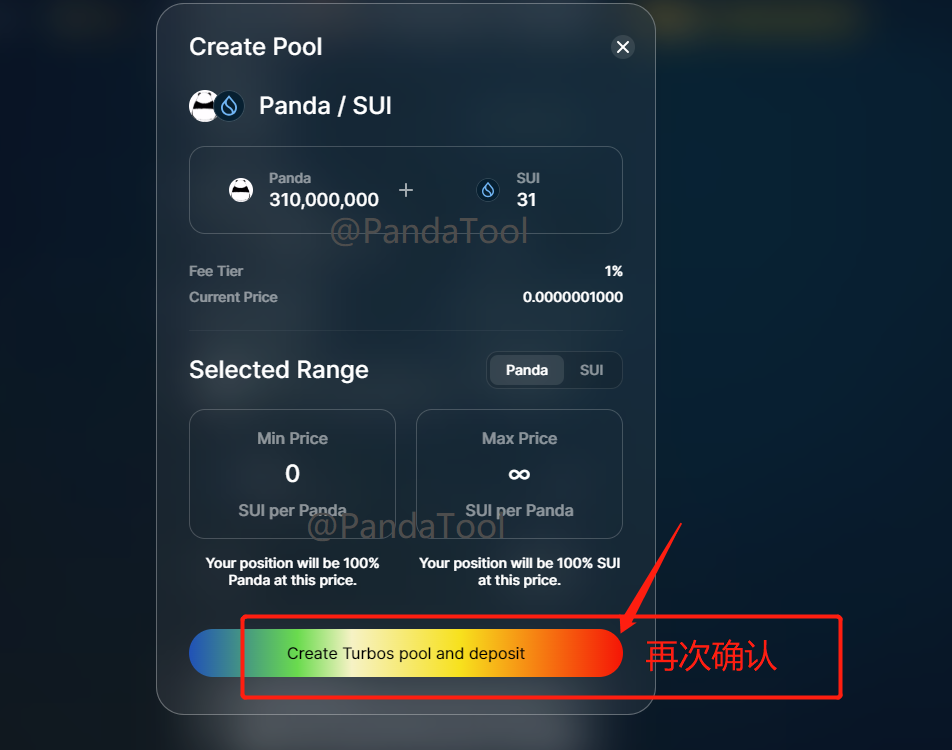 Create Pool
Panda / SUI
Panda
310,000,000
+
SUI
31
@PandaTool
Fee Tier 1%
Current Price 0.0000001000
Selected Range Panda SUI
Min Price Max Price
0 ∞
SUI per Panda SUI per Panda
@PandaTool
Your position will be 100% Your position will be 100% SUI
Panda at this price. at this price.
Create Turbos pool and deposit 再次确认